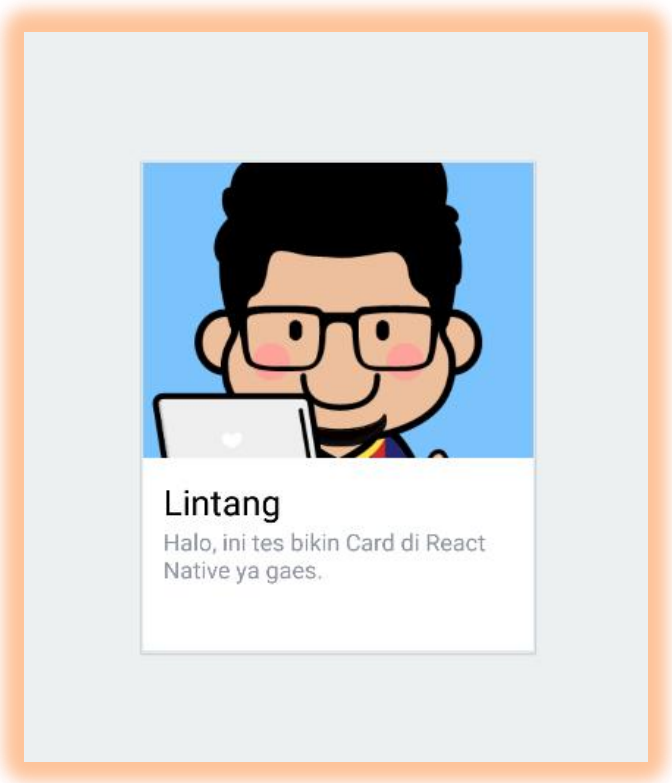 Lintang
Halo, ini tes bikin Card di React
Native ya gaes.